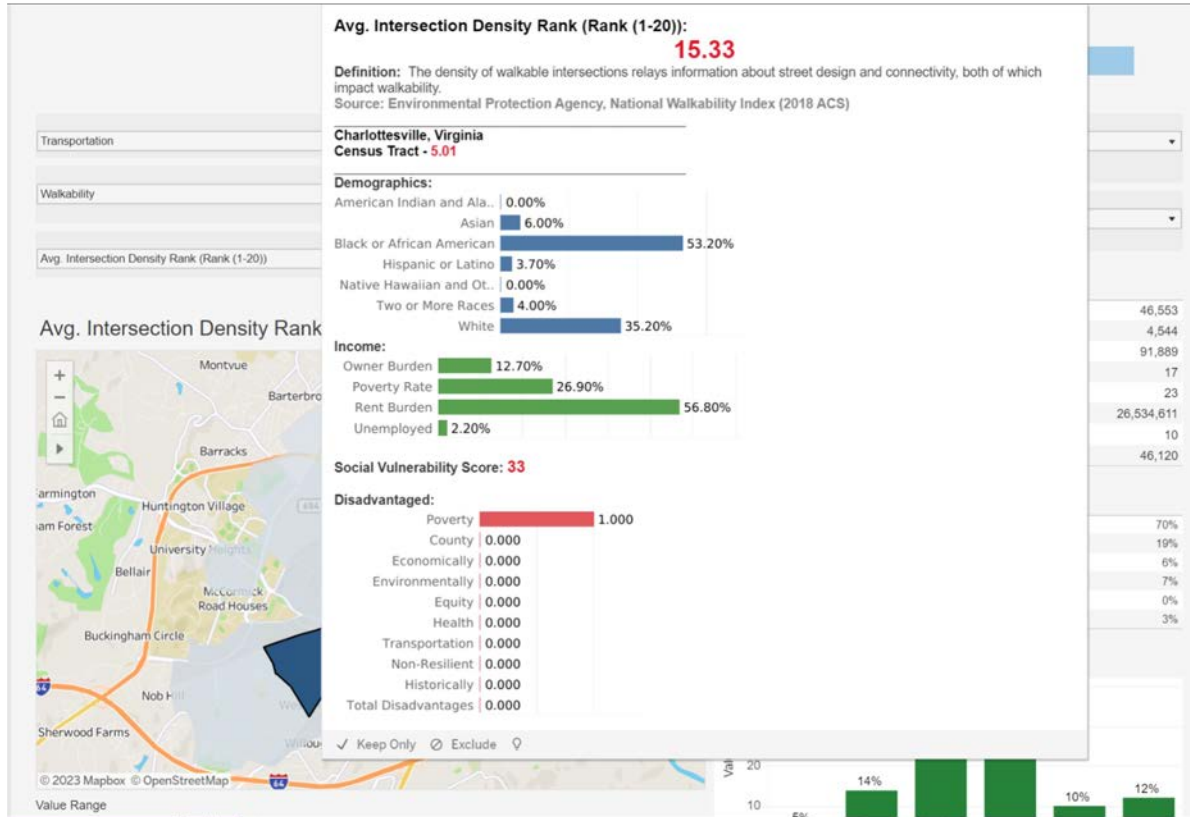 Avg. Intersection Density Rank (Rank (1-20)):
15.33
Definition: The density of walkable intersections relays information about street design and connectivity, both of which
impact walkability.
Source: Environmental Protection Agency, National Walkability Index (2018 ACS)
Transportation
Charlottesville, Virginia
Census Tract - 5.01
Walkability
Demographics:
American Indian and Ala.. 0.00%
Asian 6.00%
Black or African American 53.20%
Hispanic or Latino 3.70%
Native Hawaiian and Ot.. 0.00%
Two or More Races 4.00%
White 35.20%
Avg. Intersection Density Rank (Rank (1-20))
Income:
Owner Burden 12.70%
Poverty Rate 26.90%
Rent Burden 56.80%
Unemployed 2.20%
Social Vulnerability Score: 33
Disadvantaged:
Poverty 1.000
County 0.000
Economically 0.000
Environmentally 0.000
Equity 0.000
Health 0.000
Transportation 0.000
Non-Resilient 0.000
Historically 0.000
Total Disadvantages 0.000
Keep Only Exclude
Avg. Intersection Density Rank
Montvue
Barterbro
Barracks
Farmington
Huntington Village
am Forest
University Heights
Bellair
McCormick
Road Houses
Buckingham Circle
64
Nob H
Sherwood Farms
Willou
64
© 2023 Mapbox © OpenStreetMap
Value Range
46,553
4,544
91,889
17
23
26,534,611
10
46,120
70%
19%
6%
7%
0%
3%
20
10
14%
10%
12%
5%